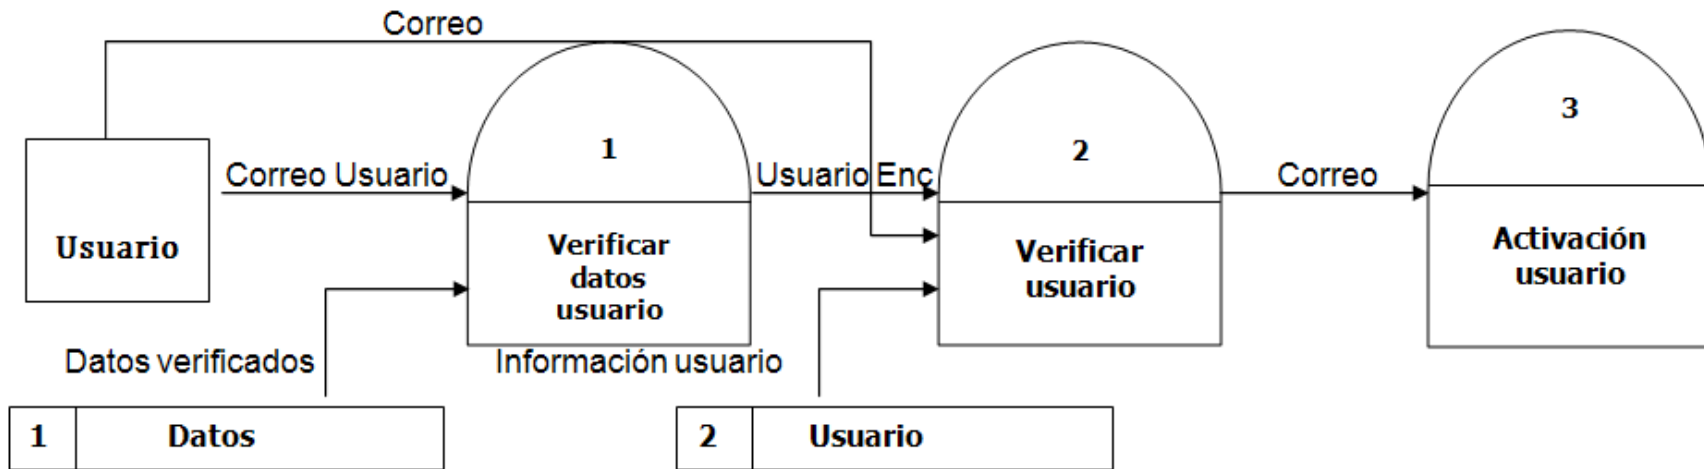 Correo
1
2
3
Correo Usuario
Usuario Enc
Correo
Usuario
Verificar
datos
usuario
Verificar
usuario
Activación
usuario
Datos verificados
Información usuario
1 Datos
2 Usuario